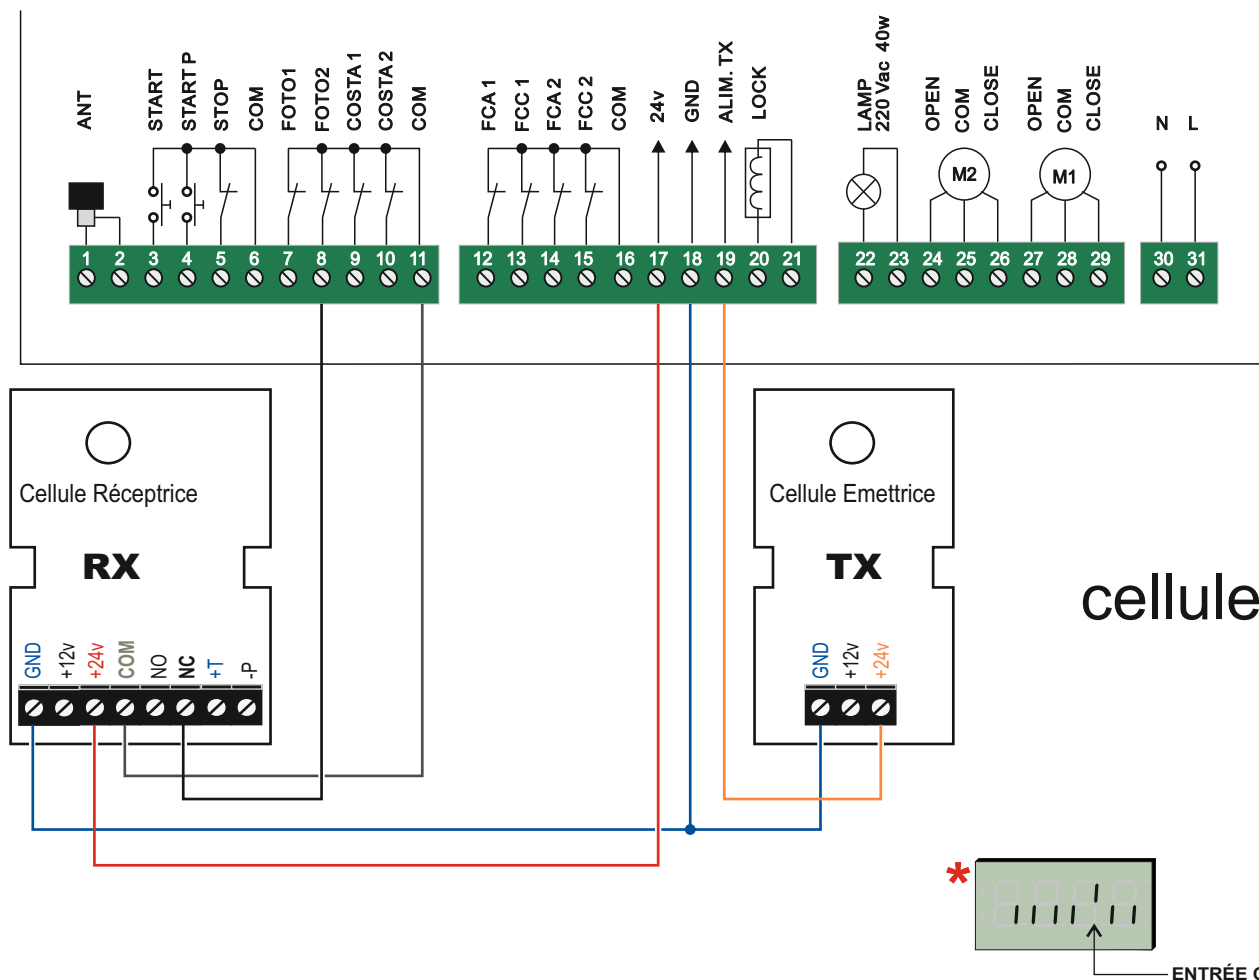 ANT
START
START P
STOP
COM
FOTO1
FOTO2
COSTA 1
COSTA 2
COM
FCA 1
FCC 1
FCA 2
FCC 2
COM
24v
GND
ALIM. TX
LOCK
LAMP
220 Vac 40w
OPEN
COM
CLOSE
OPEN
COM
CLOSE
N
L
M2
M1
1 2 3 4 5 6 7 8 9 10 11
12 13 14 15 16 17 18 19 20 21
22 23 24 25 26 27 28 29
30 31
Cellule Réceptrice
RX
GND
+12v
+24v
COM
NO
NC
+T
-P
Cellule Emettrice
TX
GND
+12v
+24v
cellule
*
ENTRÉE